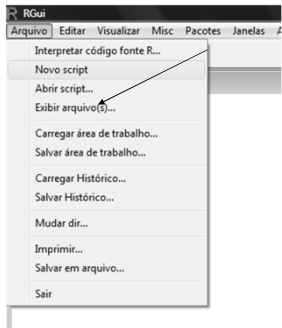 RGui
Arquivo Editar Visualizar Misc Pacotes Janelas
Interpretar código fonte R...
Novo script
Abrir script...
Exibir arquivo(s)...
Carregar área de trabalho...
Salvar área de trabalho...
Carregar Histórico...
Salvar Histórico...
Mudar dir...
Imprimir...
Salvar em arquivo...
Sair